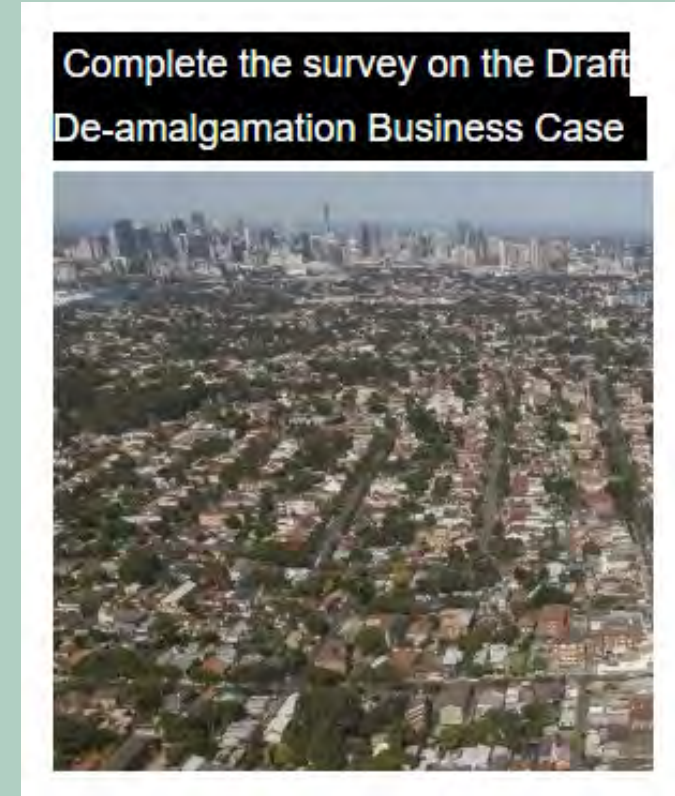 Complete the survey on the Draft
De-amalgamation Business Case